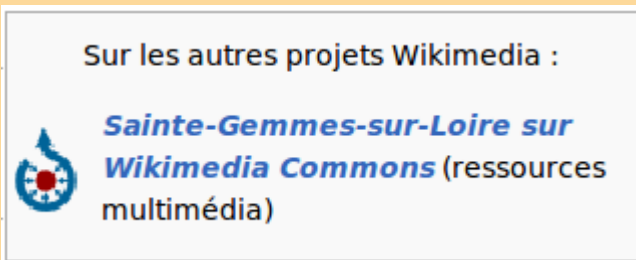 Sur les autres projets Wikimedia :
Sainte-Gemmes-sur-Loire sur
Wikimedia Commons (ressources
multimédia)